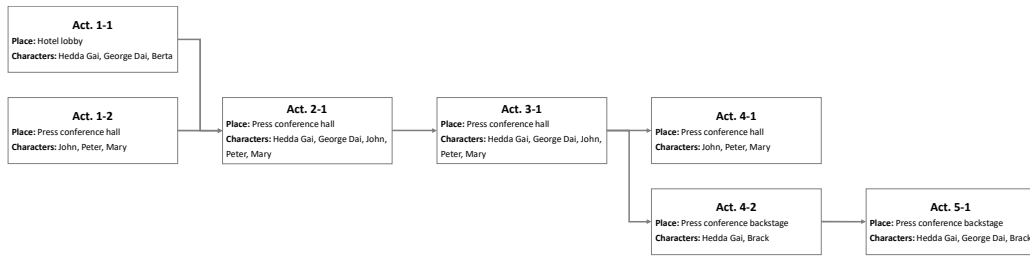 Act. 1-1
Place: Hotel lobby
Characters: Hedda Gai, George Dai, Berta
Act. 1-2
Place: Press conference hall
Characters: John, Peter, Mary
Act. 2-1
Place: Press conference hall
Characters: Hedda Gai, George Dai, John,
Peter, Mary
Act. 3-1
Place: Press conference hall
Characters: Hedda Gai, George Dai, John,
Peter, Mary
Act. 4-1
Place: Press conference hall
Characters: John, Peter, Mary
Act. 4-2
Place: Press conference backstage
Characters: Hedda Gai, Brack
Act. 5-1
Place: Press conference backstage
Characters: Hedda Gai, George Dai, Brack